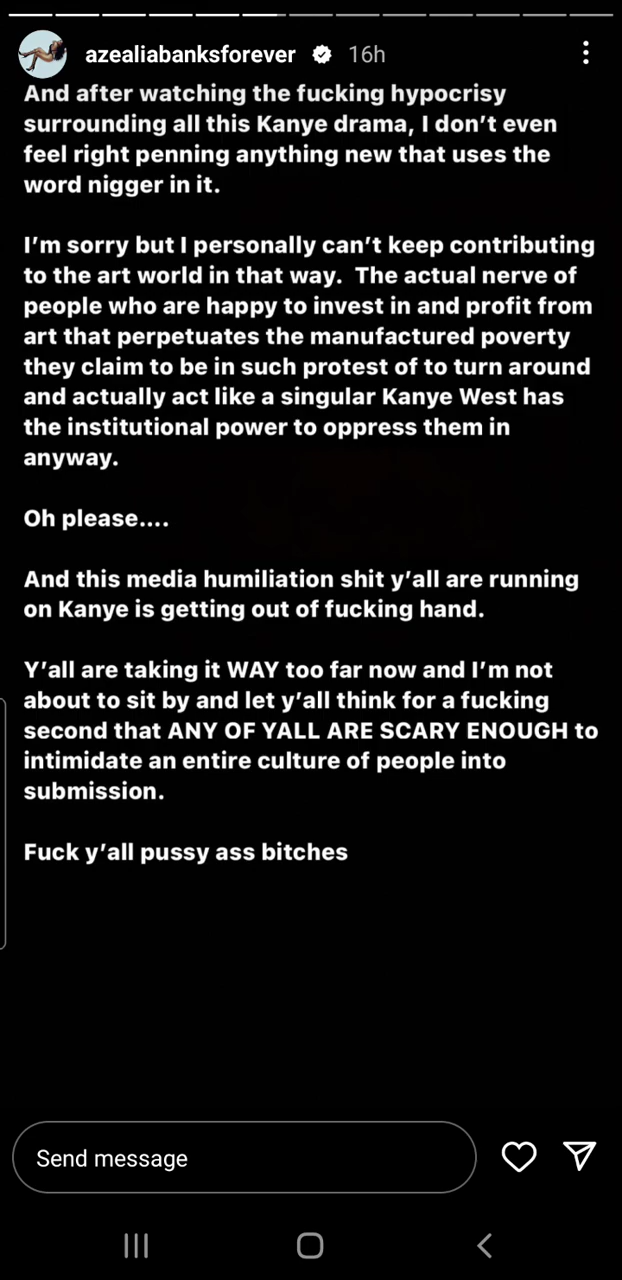 azealiabanksforever 16h
And after watching the fucking hypocrisy
surrounding all this Kanye drama, I don’t even
feel right penning anything new that uses the
word nigger in it.
I’m sorry but I personally can’t keep contributing
to the art world in that way.  The actual nerve of
people who are happy to invest in and profit from
art that perpetuates the manufactured poverty
they claim to be in such protest of to turn around
and actually act like a singular Kanye West has
the institutional power to oppress them in
anyway.
Oh please....
And this media humiliation shit y’all are running
on Kanye is getting out of fucking hand.
Y’all are taking it WAY too far now and I’m not
about to sit by and let y’all think for a fucking
second that ANY OF YALL ARE SCARY ENOUGH to
intimidate an entire culture of people into
submission.
Fuck y’all pussy ass bitches
Send message